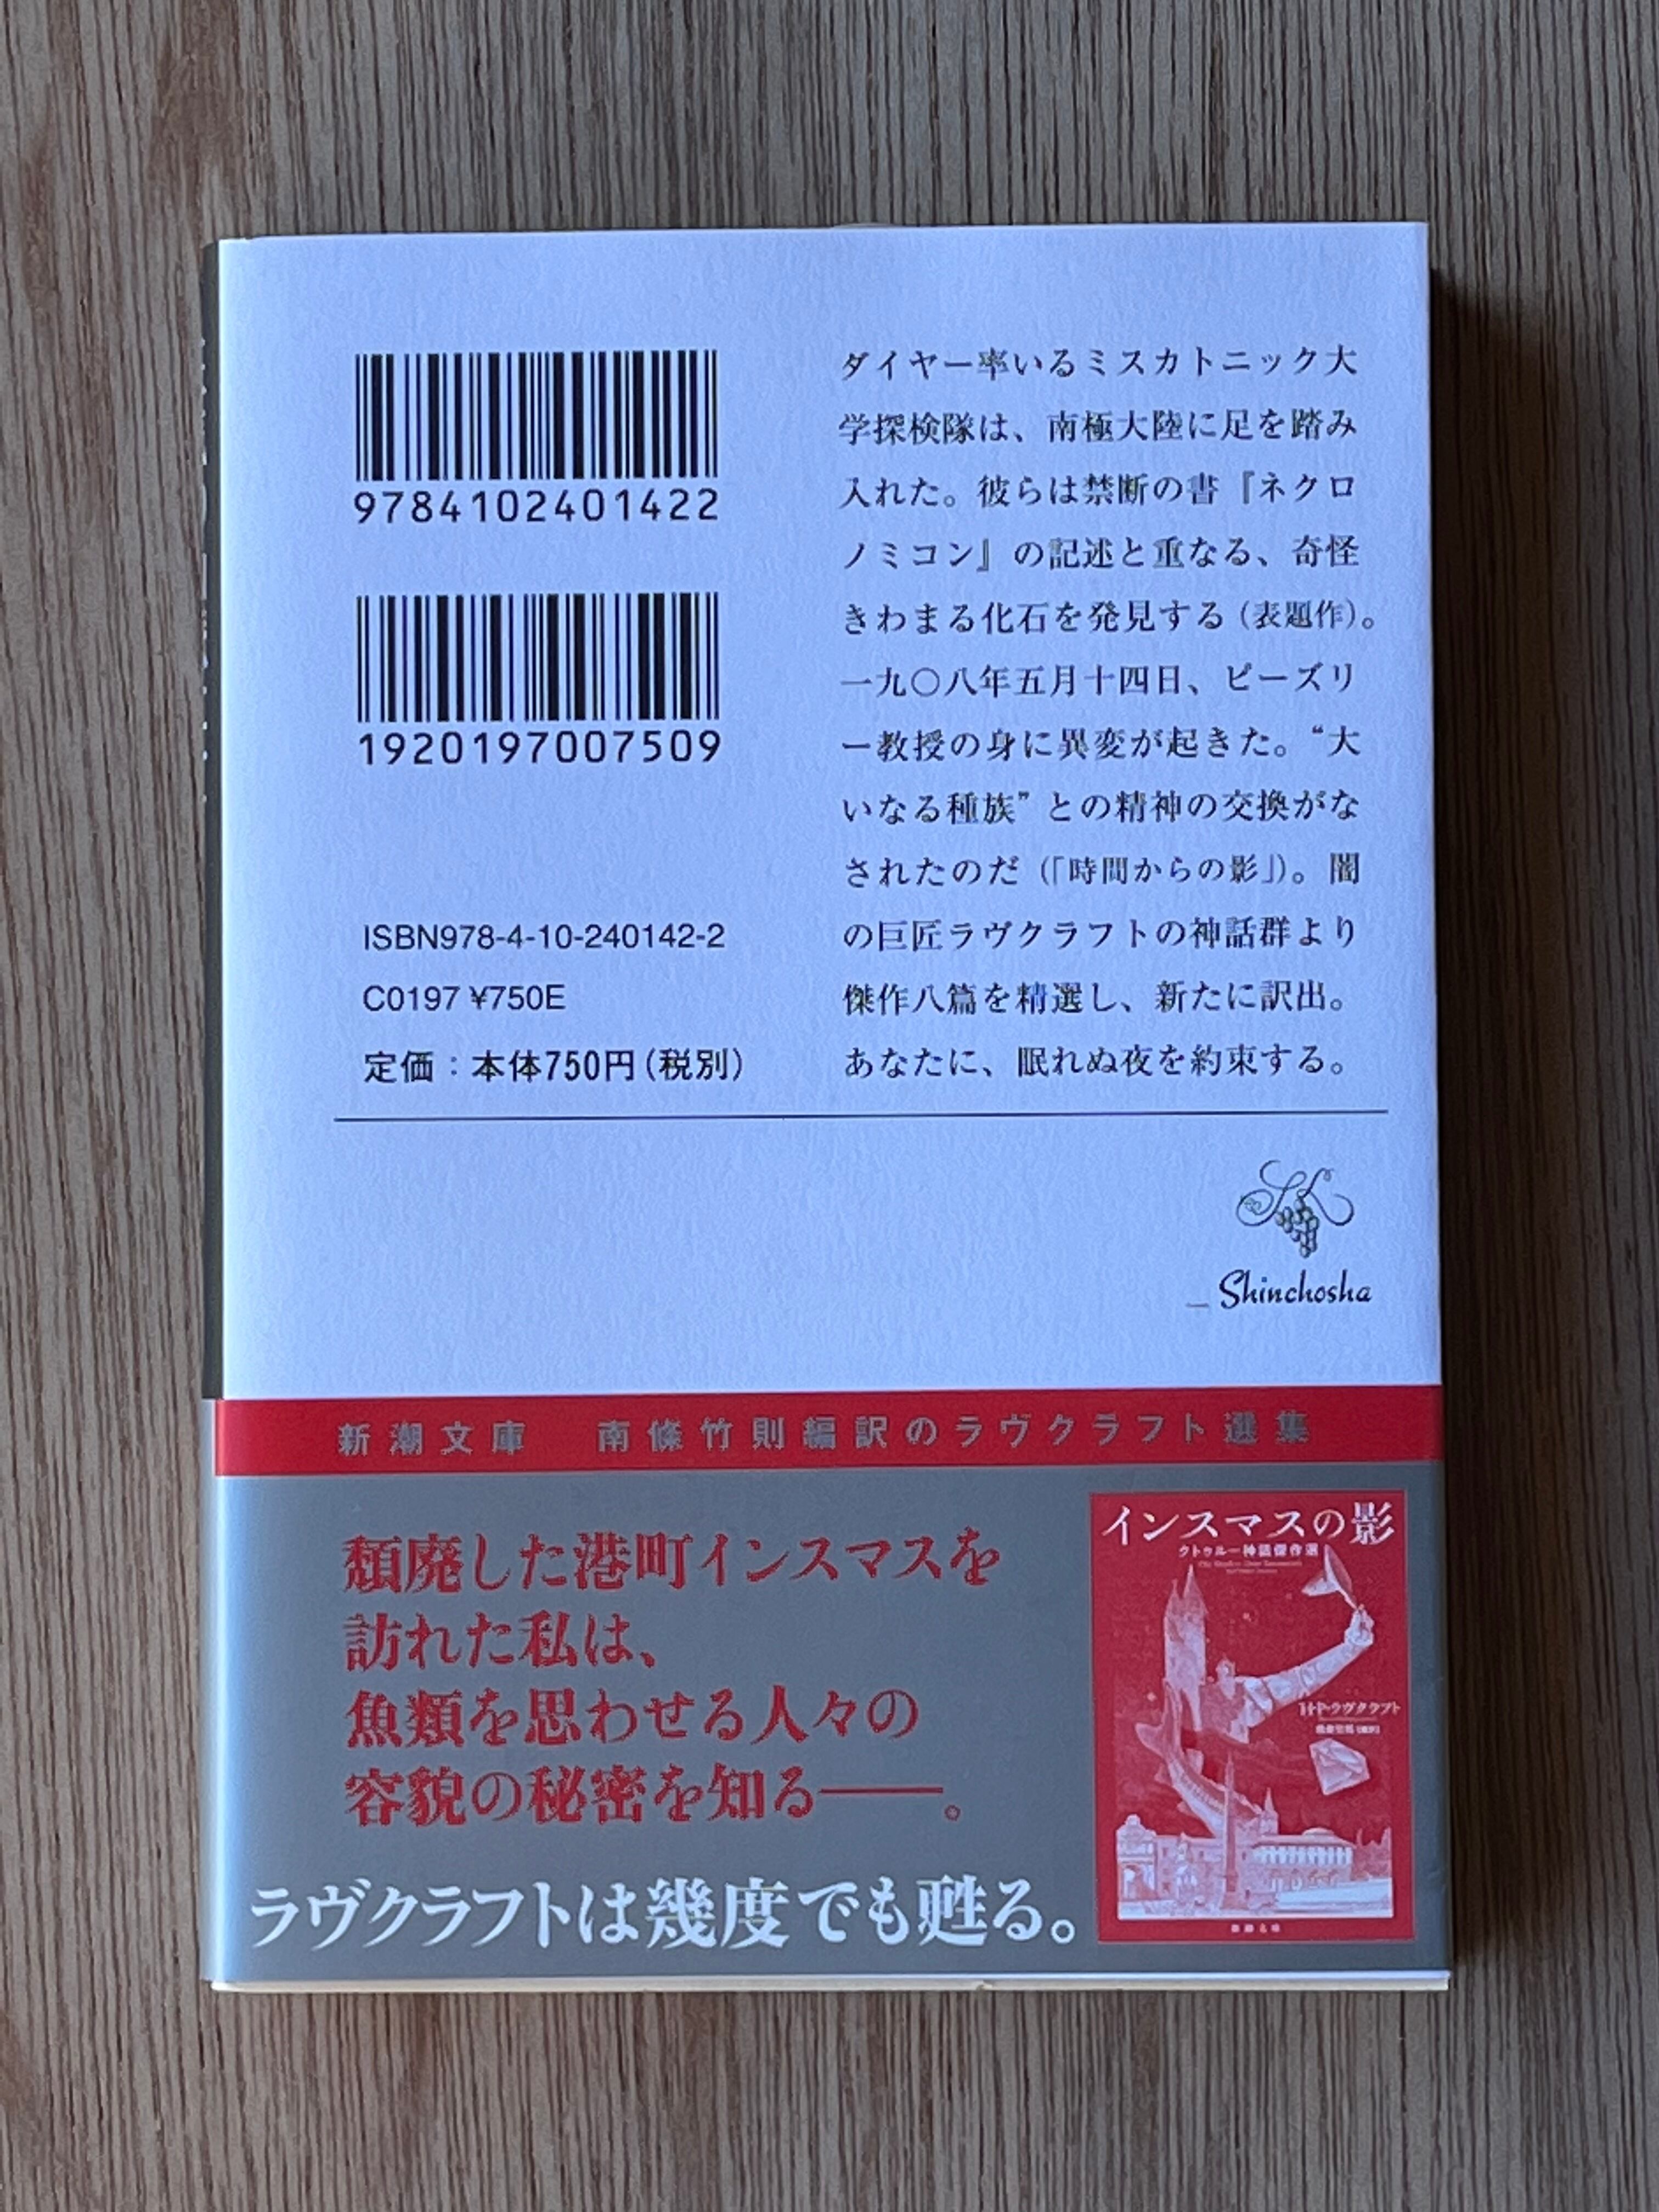 9784102401422
1920197007509
ISBN978-4-10-240142-2
C0197 ¥750E
定価：本体750円（税別）
ダイヤー率いるミスカトニック大
学探検隊は、南極大陸に足を踏み
入れた。彼らは禁断の書『ネクロ
ノミコン』の記述と重なる、奇怪
きわまる化石を発見する（表題作）。
一九〇八年五月十四日、ピーズリ
ー教授の身に異変が起きた。“大
いなる種族”との精神の交換がな
されたのだ（「時間からの影」）。闇
の巨匠ラヴクラフトの神話群より
傑作八篇を精選し、新たに訳出。
あなたに、眠れぬ夜を約束する。
Shinchosha
新潮文庫　南條竹則編訳のラヴクラフト選集
頽廃した港町インスマスを
訪れた私は、
魚類を思わせる人々の
容貌の秘密を知る——。
ラヴクラフトは幾度でも甦る。
インスマスの影
クトゥルー神話傑作選
H・P・ラヴクラフト
新潮文庫